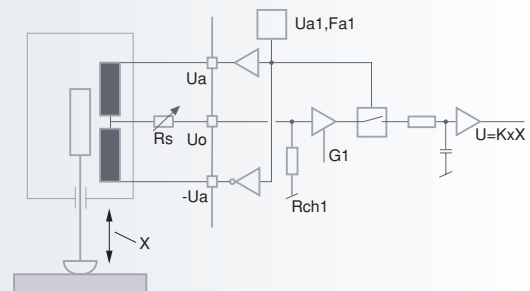 Ua1,Fa1
Ua
Rs
Uo
G1
U=KxX
-Ua
Rch1
X